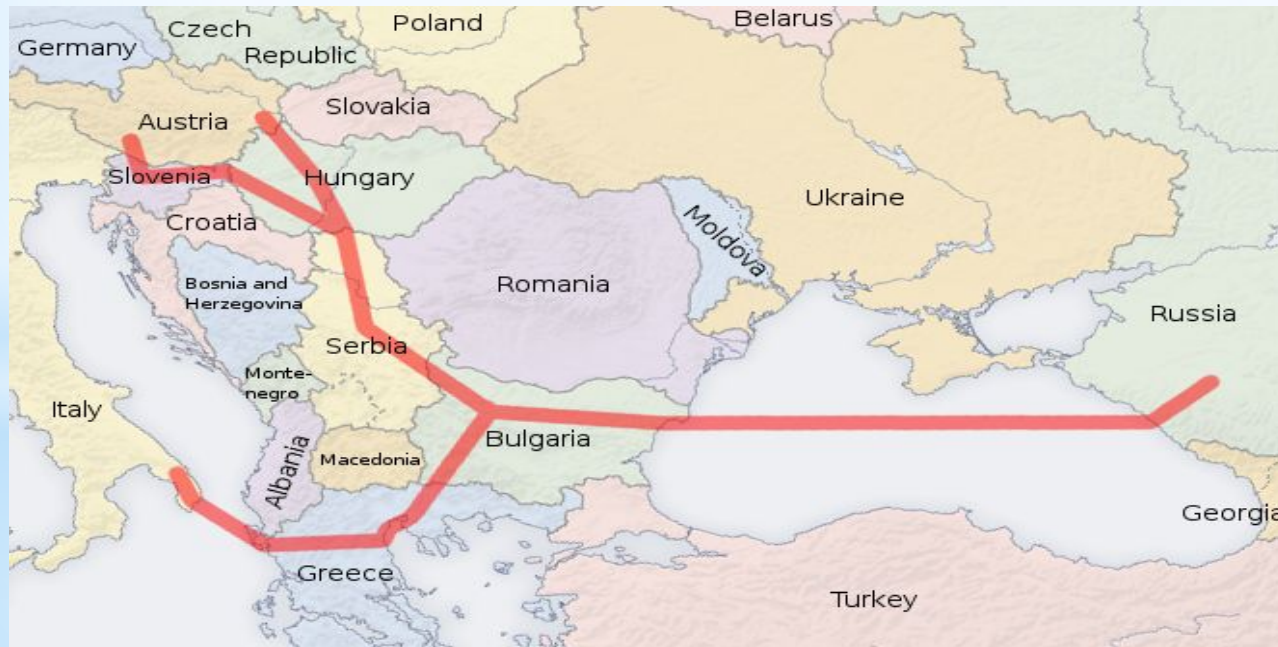 Belarus
Poland
Czech
Republic
Germany
Slovakia
Austria
Slovenia
Hungary
Ukraine
Croatia
Moldova
Bosnia and
Herzegovina
Romania
Russia
Serbia
Monte-
negro
Italy
Bulgaria
Albania
Macedonia
Georgia
Greece
Turkey